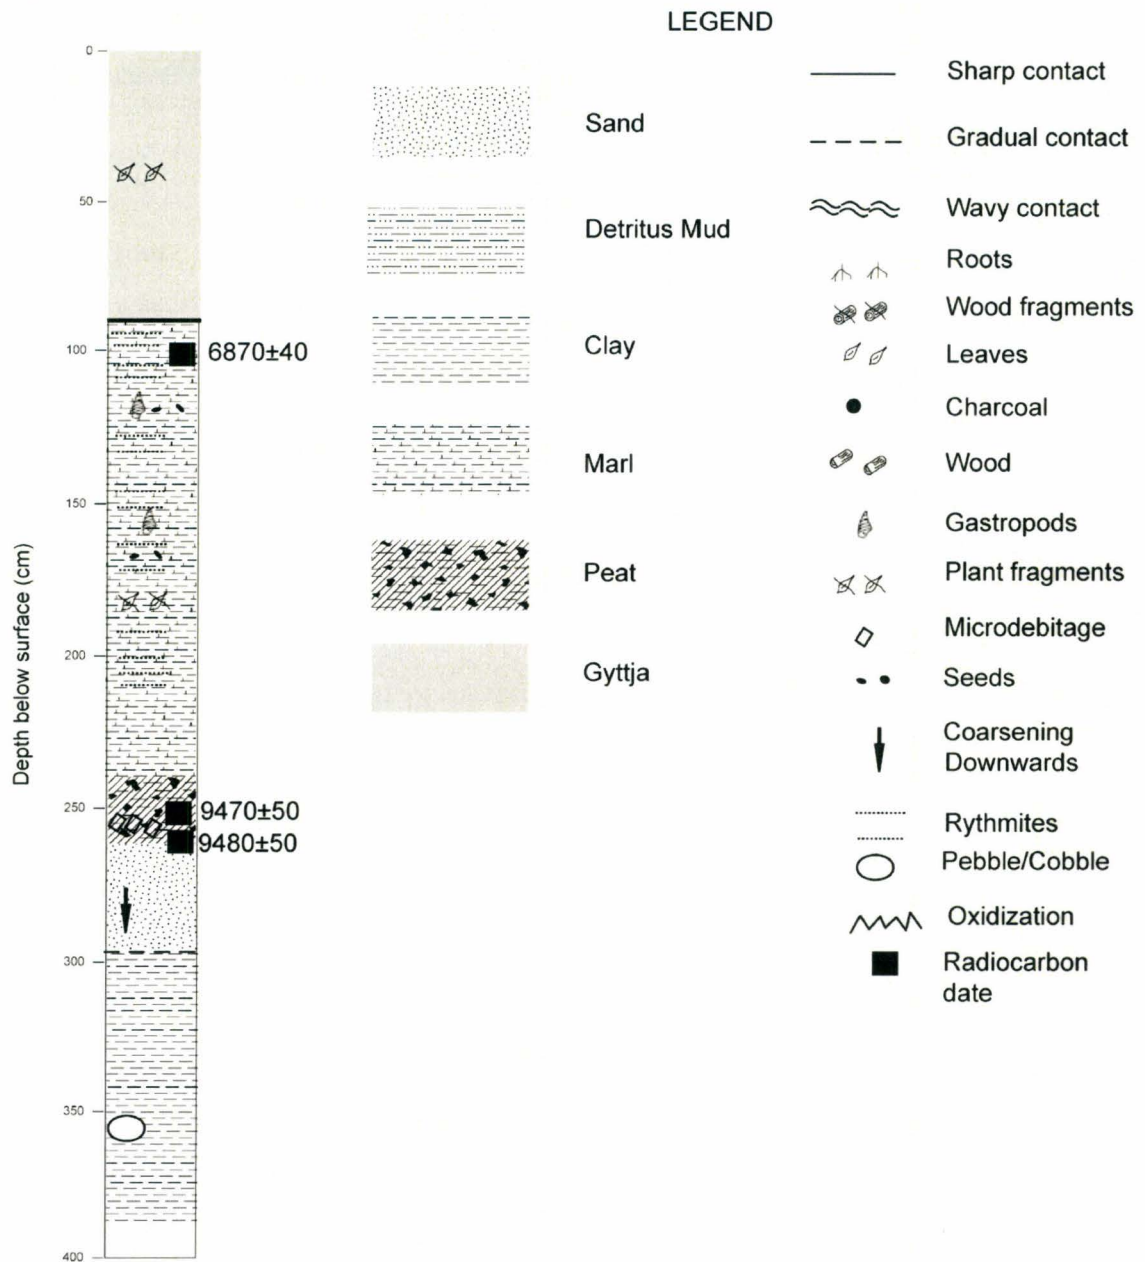 LEGEND
0
50
100
150
200
250
300
350
400
Depth below surface (cm)
6870±40
9470±50
9480±50
Sand
Detritus Mud
Clay
Marl
Peat
Gyttja
Sharp contact
Gradual contact
Wavy contact
Roots
Wood fragments
Leaves
Charcoal
Wood
Gastropods
Plant fragments
Microdebitage
Seeds
Coarsening
Downwards
Rythmites
Pebble/Cobble
Oxidization
Radiocarbon
date